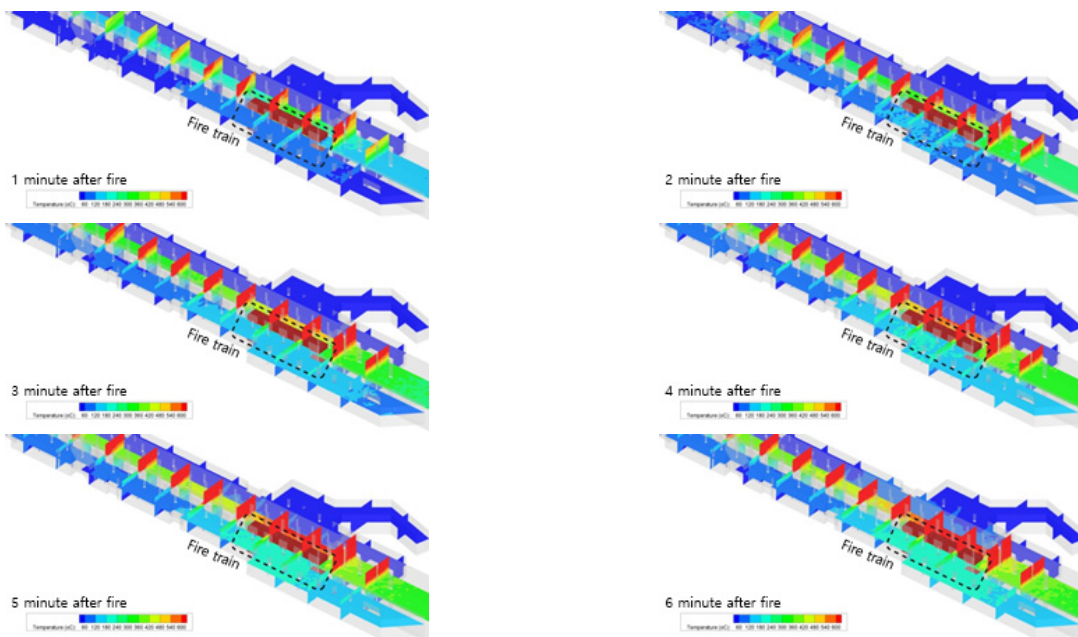 Fire train
1 minute after fire
Temperature (oC): 60 120 180 240 300 360 420 480 540 600
Fire train
2 minute after fire
Temperature (oC): 60 120 180 240 300 360 420 480 540 600
Fire train
3 minute after fire
Temperature (oC): 60 120 180 240 300 360 420 480 540 600
Fire train
4 minute after fire
Temperature (oC): 60 120 180 240 300 360 420 480 540 600
Fire train
5 minute after fire
Temperature (oC): 60 120 180 240 300 360 420 480 540 600
Fire train
6 minute after fire
Temperature (oC): 60 120 180 240 300 360 420 480 540 600